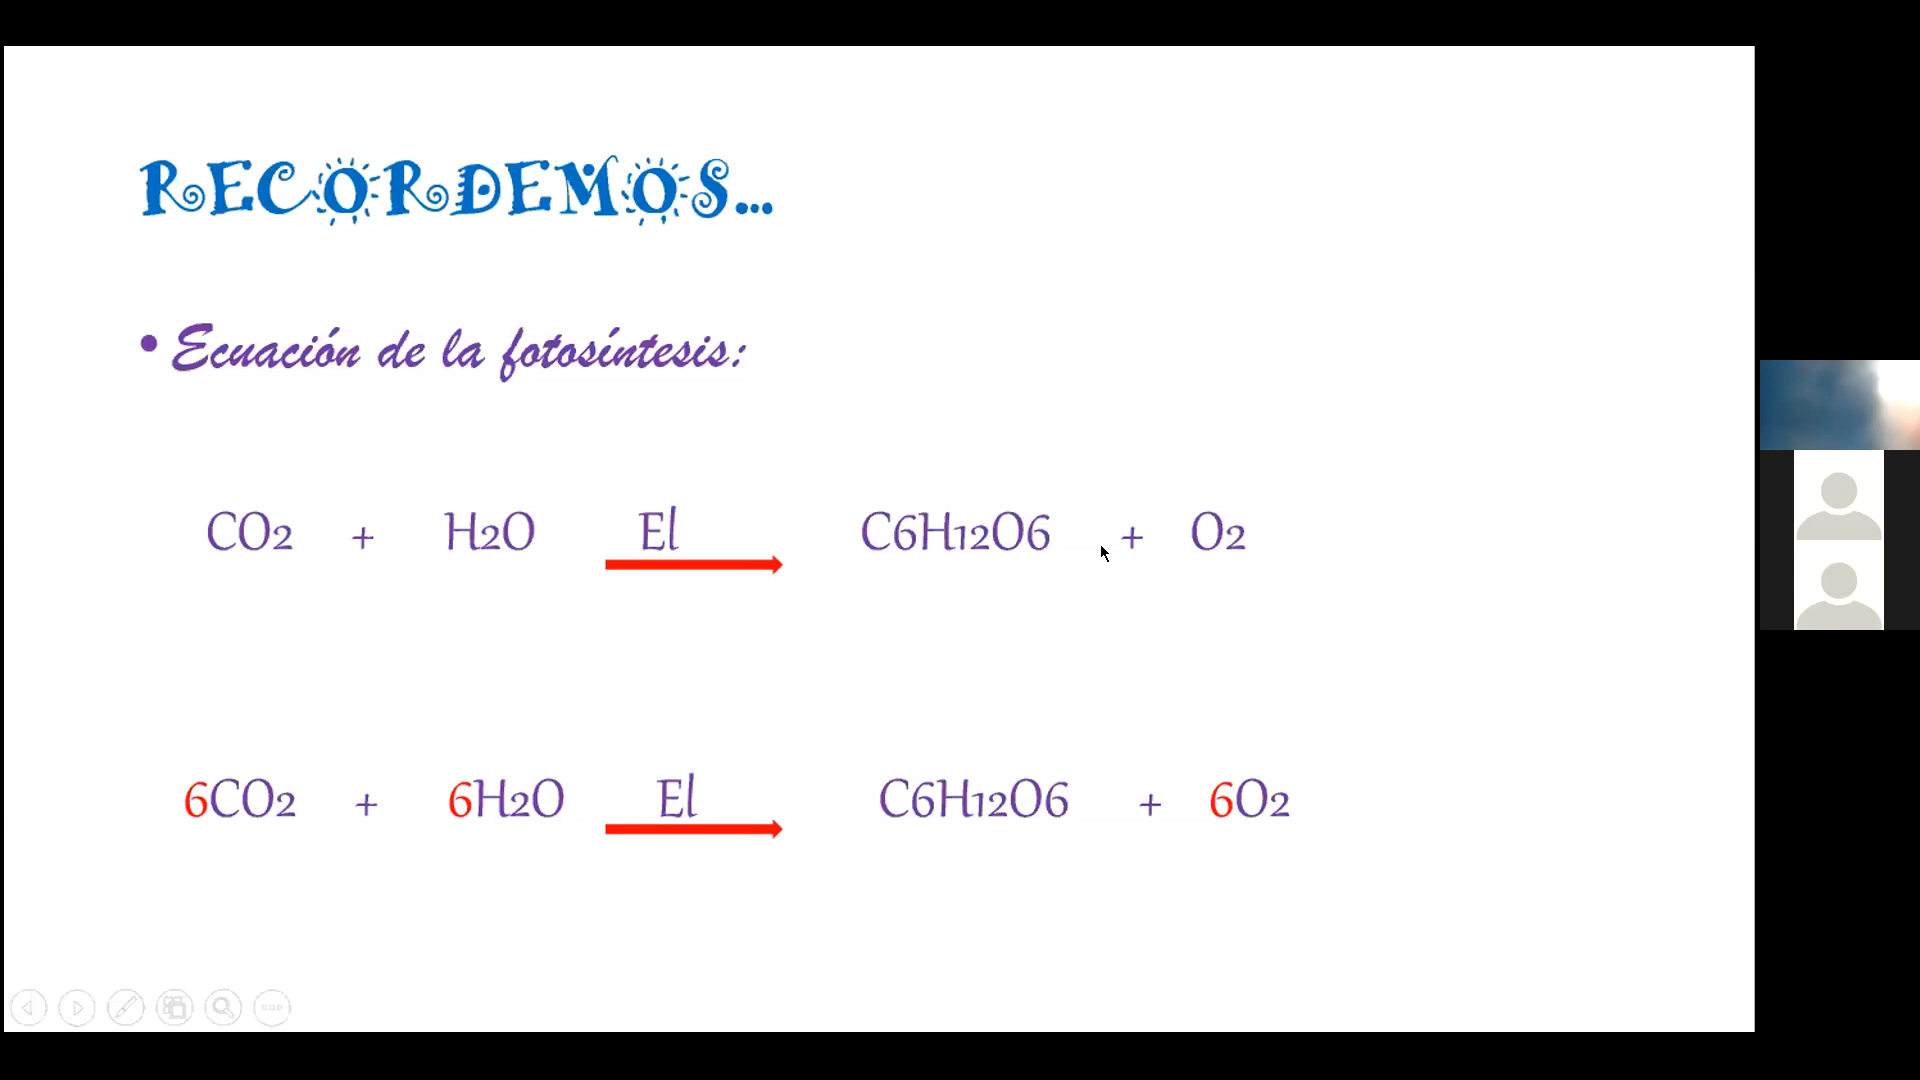 RECORDEMOS...
• Ecuación de la fotosíntesis:
CO2 + H2O El C6H12O6 + O2
6CO2 + 6H2O El C6H12O6 + 6O2